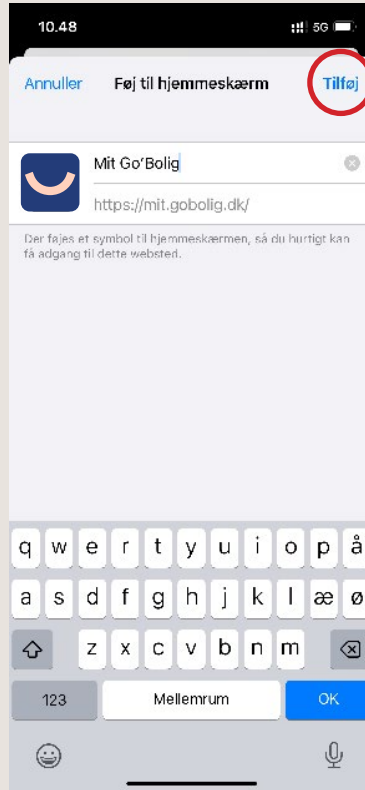 10.48
5G
Annuller Føj til hjemmeskærm Tilføj
Mit Go'Bolig
https://mit.gobolig.dk/
Der føjes et symbol til hjemmeskærmen, så du hurtigt kan
få adgang til dette websted.
q w e r t y u i o p å
a s d f g h j k l æ ø
z x c v b n m
123 Mellemrum OK